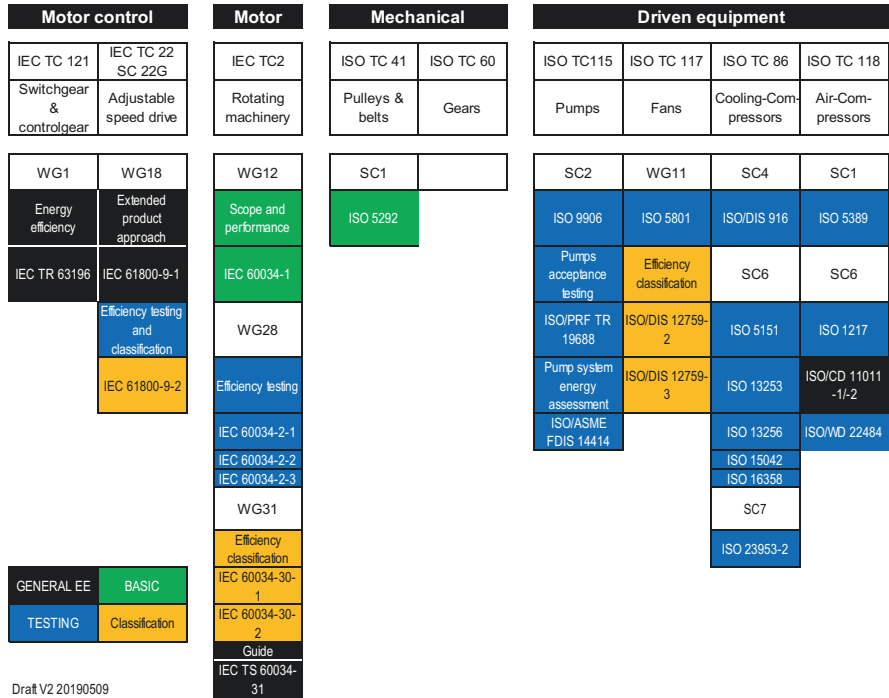 Motor control
Motor
Mechanical
Driven equipment
IEC TC 121
IEC TC 22
SC 22G
IEC TC2
ISO TC 41
ISO TC 60
ISO TC115
ISO TC 117
ISO TC 86
ISO TC 118
Switchgear
&
controlgear
Adjustable
speed drive
Rotating
machinery
Pulleys &
belts
Gears
Pumps
Fans
Cooling-Com-
pressors
Air-Com-
pressors
WG1
WG18
WG12
SC1
SC2
WG11
SC4
SC1
Energy
efficiency
Extended
product
approach
Scope and
performance
ISO 5292
ISO 9906
ISO 5801
ISO/DIS 916
ISO 5389
IEC TR 63196
IEC 61800-9-1
IEC 60034-1
Pumps
acceptance
testing
Efficiency
classification
SC6
SC6
Efficiency testing
and
classification
WG28
ISO/PRF TR
19688
ISO/DIS 12759-
2
ISO 5151
ISO 1217
IEC 61800-9-2
Efficiency testing
Pump system
energy
assessment
ISO/DIS 12759-
3
ISO 13253
ISO/CD 11011
-1/-2
IEC 60034-2-1
ISO/ASME
FDIS 14414
ISO 13256
ISO/WD 22484
IEC 60034-2-2
ISO 15042
IEC 60034-2-3
ISO 16358
WG31
SC7
Efficiency
classification
ISO 23953-2
GENERAL EE
BASIC
IEC 60034-30-
1
TESTING
Classification
IEC 60034-30-
2
Guide
IEC TS 60034-
31
Draft V2 20190509